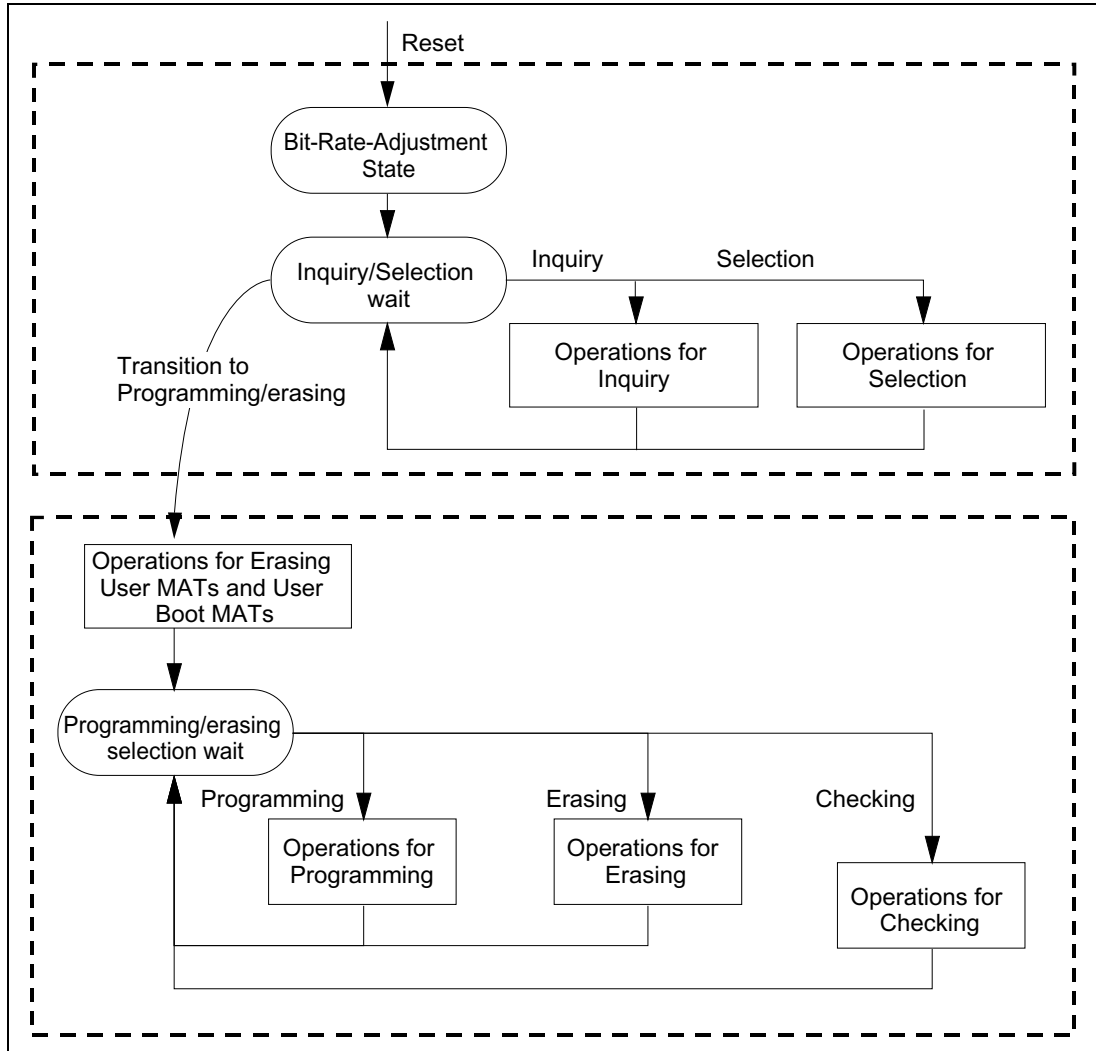 Reset
Bit-Rate-Adjustment
State
Inquiry/Selection
wait
Inquiry
Selection
Operations for
Inquiry
Operations for
Selection
Transition to
Programming/erasing
Operations for Erasing
User MATs and User
Boot MATs
Programming/erasing
selection wait
Programming
Erasing
Checking
Operations for
Programming
Operations for
Erasing
Operations for
Checking